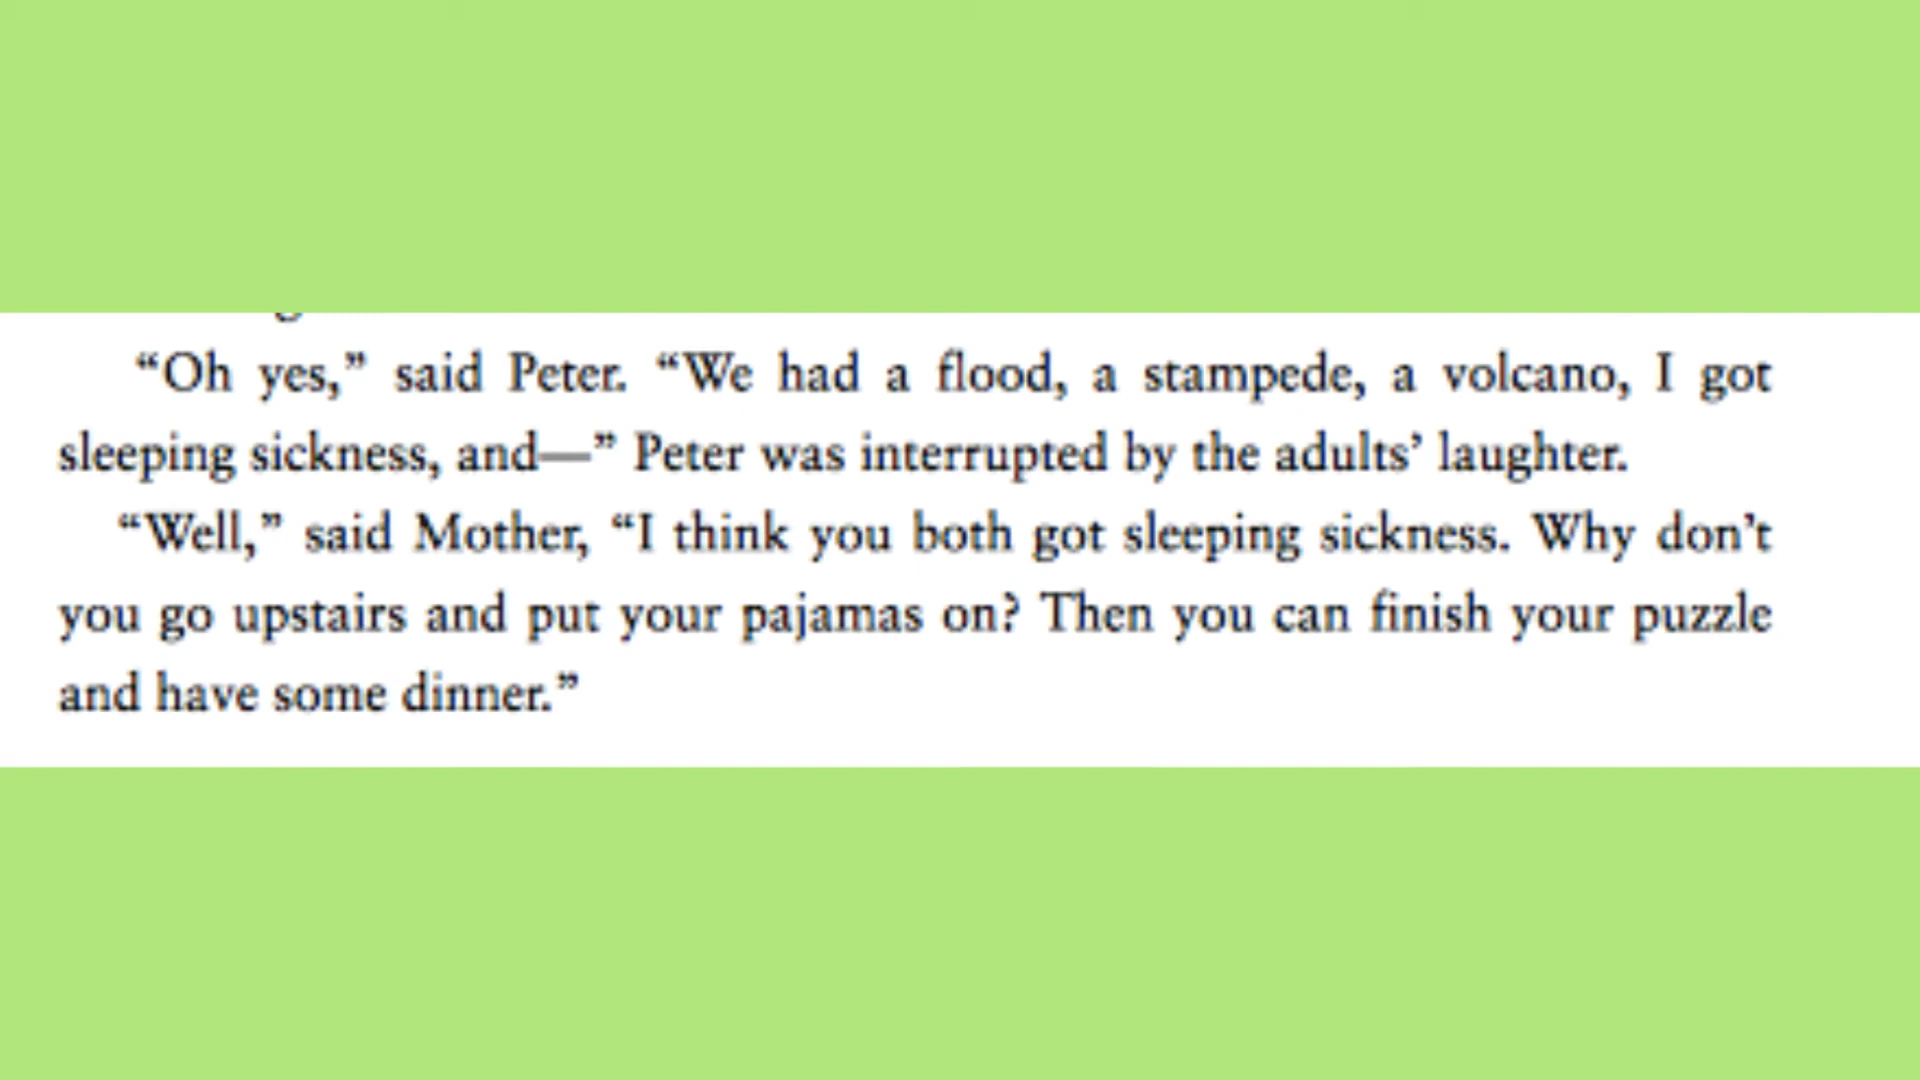 “Oh yes,” said Peter. “We had a flood, a stampede, a volcano, I got
sleeping sickness, and—” Peter was interrupted by the adults’ laughter.
“Well,” said Mother, “I think you both got sleeping sickness. Why don’t
you go upstairs and put your pajamas on? Then you can finish your puzzle
and have some dinner.”